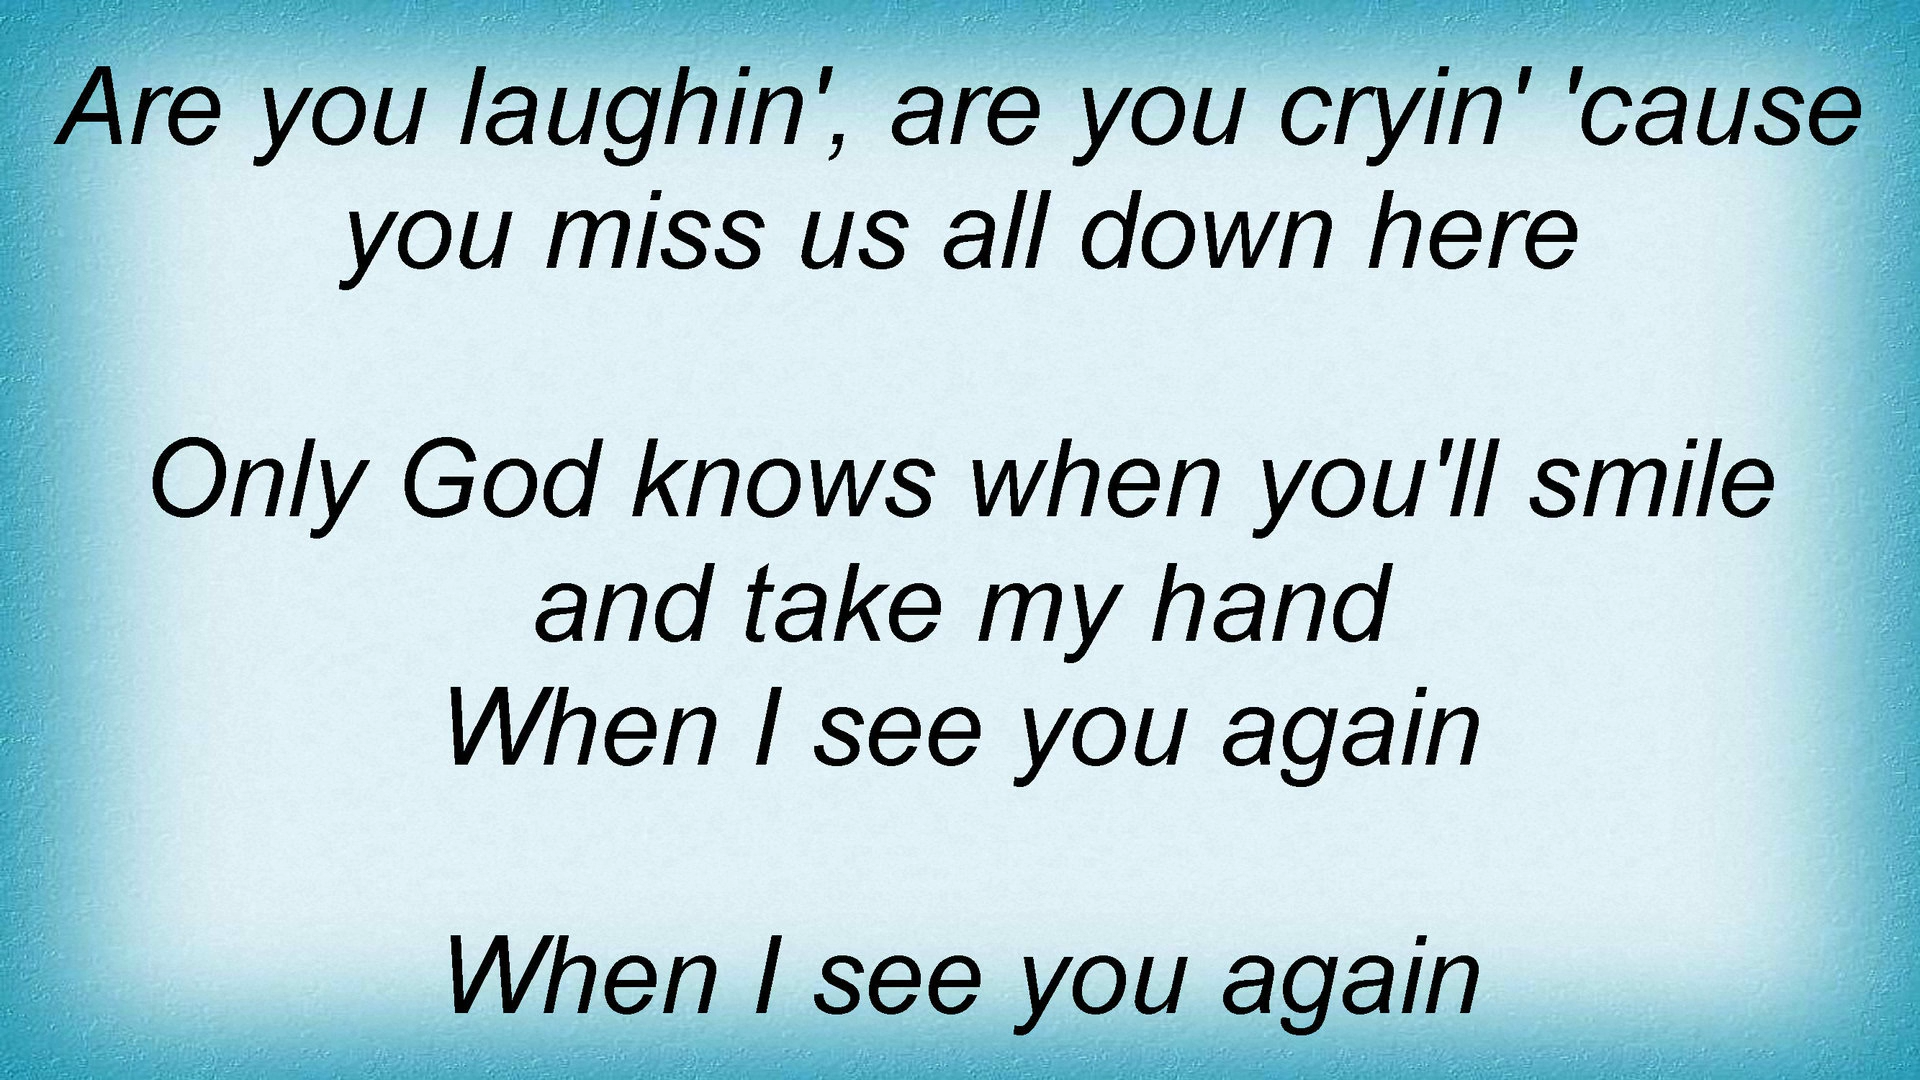 Are you laughin', are you cryin' 'cause
you miss us all down here
Only God knows when you'll smile
and take my hand
When I see you again
When I see you again